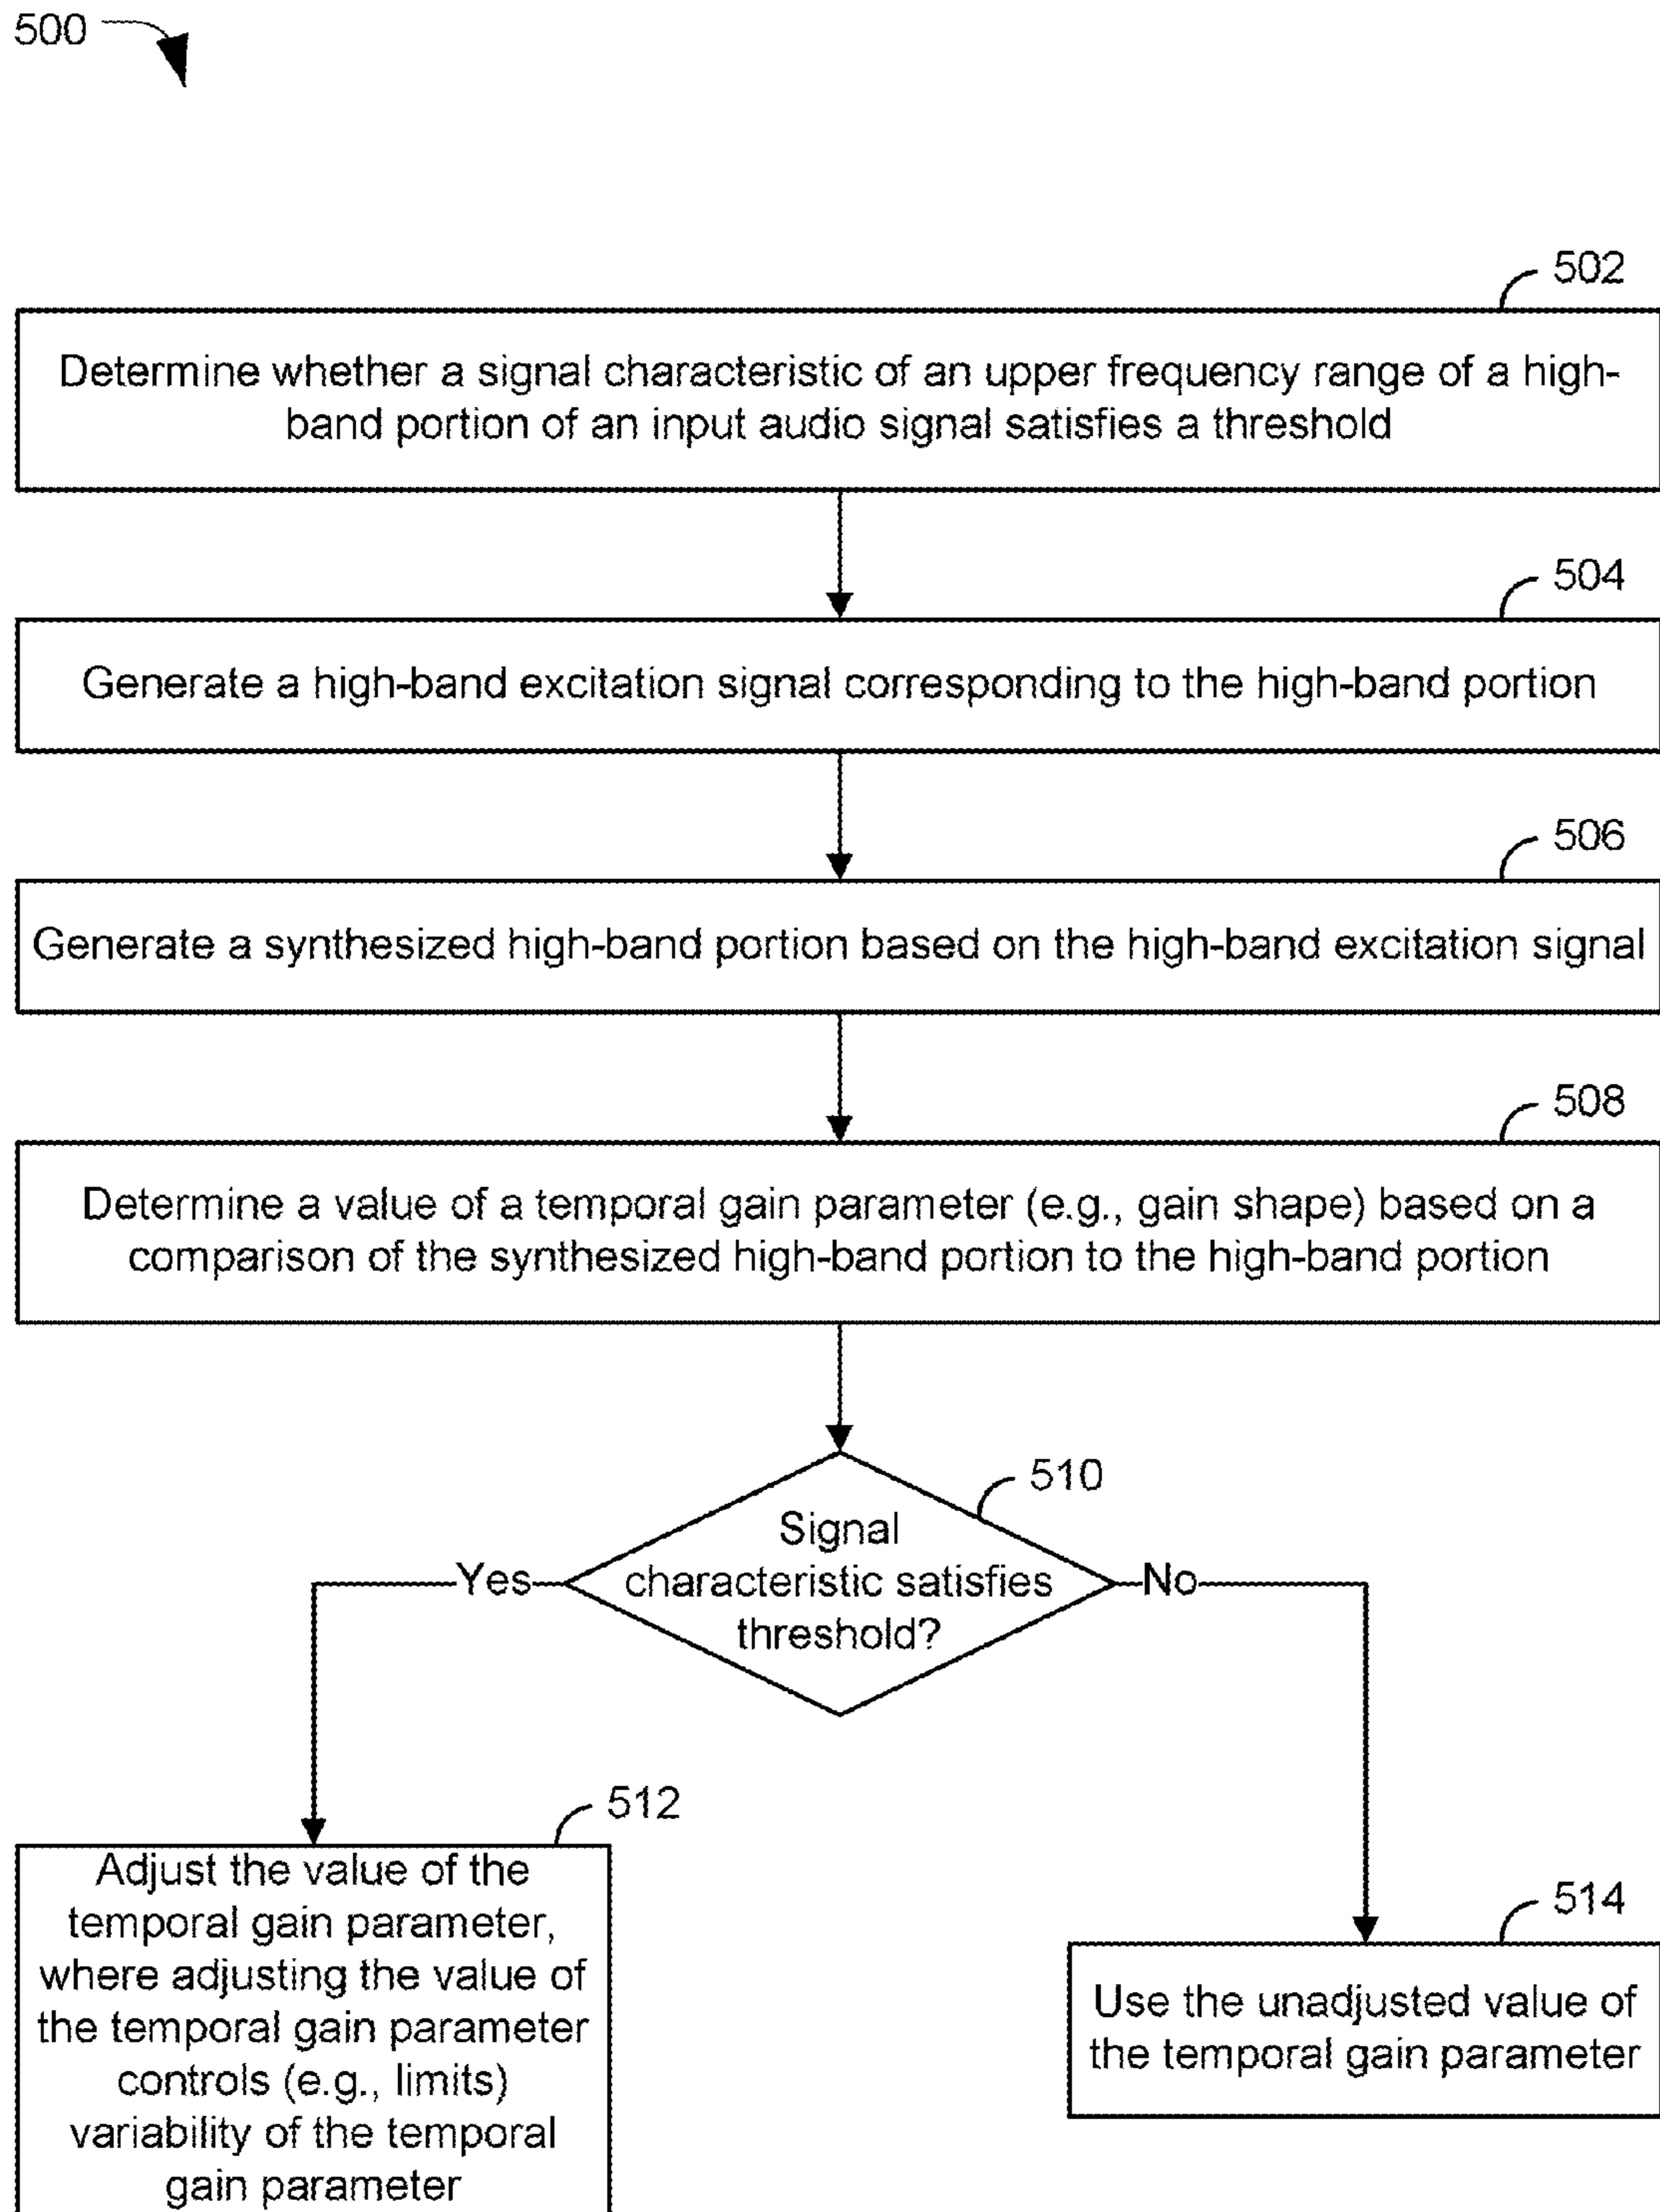 500
502
Determine whether a signal characteristic of an upper frequency range of a high-
band portion of an input audio signal satisfies a threshold
504
Generate a high-band excitation signal corresponding to the high-band portion
506
Generate a synthesized high-band portion based on the high-band excitation signal
508
Determine a value of a temporal gain parameter (e.g., gain shape) based on a
comparison of the synthesized high-band portion to the high-band portion
510
Signal
characteristic satisfies
threshold?
Yes
No
512
Adjust the value of the
temporal gain parameter,
where adjusting the value of
the temporal gain parameter
controls (e.g., limits)
variability of the temporal
gain parameter
514
Use the unadjusted value of
the temporal gain parameter